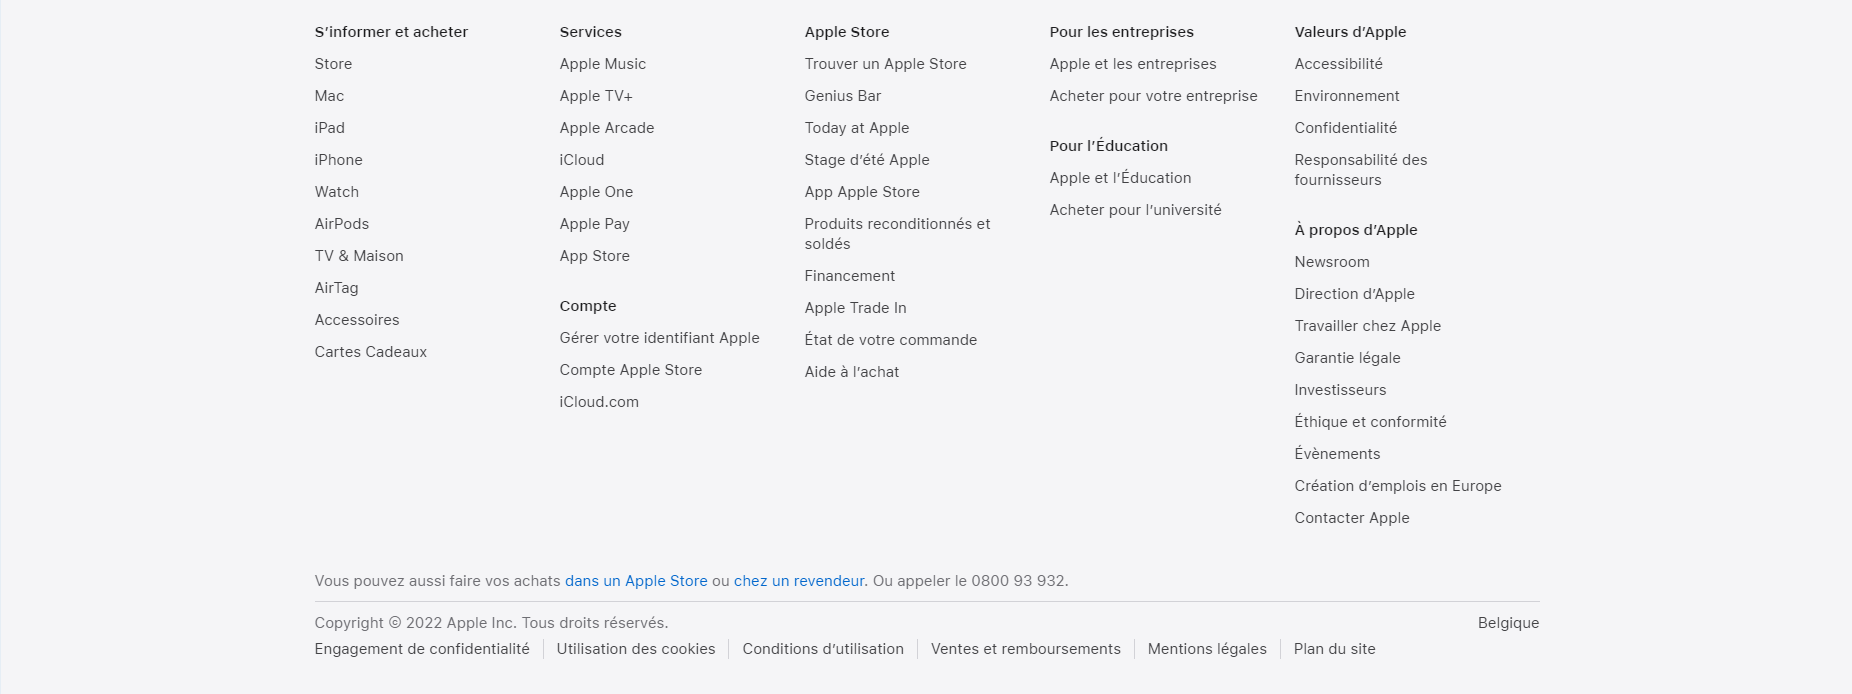 S’informer et acheter
Store
Mac
iPad
iPhone
Watch
AirPods
TV & Maison
AirTag
Accessoires
Cartes Cadeaux
Services
Apple Music
Apple TV+
Apple Arcade
iCloud
Apple One
Apple Pay
App Store
Compte
Gérer votre identifiant Apple
Compte Apple Store
iCloud.com
Apple Store
Trouver un Apple Store
Genius Bar
Today at Apple
Stage d’été Apple
App Apple Store
Produits reconditionnés et
soldés
Financement
Apple Trade In
État de votre commande
Aide à l’achat
Pour les entreprises
Apple et les entreprises
Acheter pour votre entreprise
Pour l’Éducation
Apple et l’Éducation
Acheter pour l’université
Valeurs d’Apple
Accessibilité
Environnement
Confidentialité
Responsabilité des
fournisseurs
À propos d’Apple
Newsroom
Direction d’Apple
Travailler chez Apple
Garantie légale
Investisseurs
Éthique et conformité
Évènements
Création d’emplois en Europe
Contacter Apple
Vous pouvez aussi faire vos achats dans un Apple Store ou chez un revendeur. Ou appeler le 0800 93 932.
Copyright © 2022 Apple Inc. Tous droits réservés.
Belgique
Engagement de confidentialité
Utilisation des cookies
Conditions d’utilisation
Ventes et remboursements
Mentions légales
Plan du site